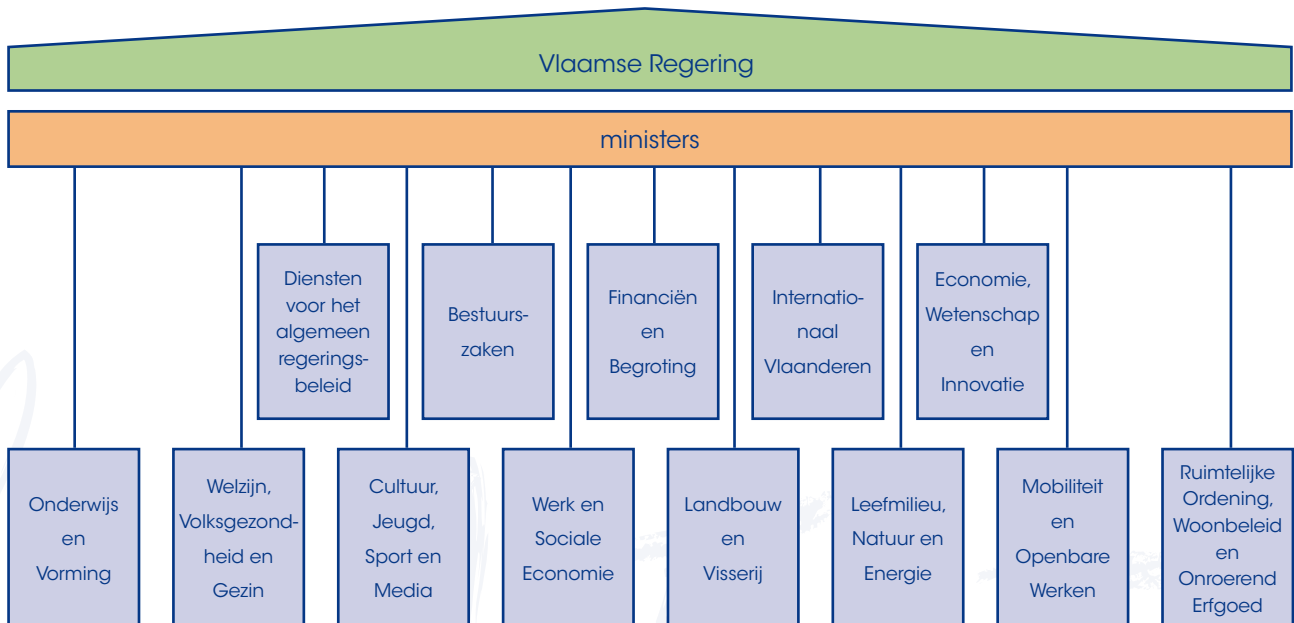 Vlaamse Regering
ministers
Diensten
voor het
algemeen
regerings-
beleid
Bestuurs-
zaken
Financiën
en
Begroting
Internatio-
naal
Vlaanderen
Economie,
Wetenschap
en
Innovatie
Onderwijs
en
Vorming
Welzijn,
Volksgezond-
heid en
Gezin
Cultuur,
Jeugd,
Sport en
Media
Werk en
Sociale
Economie
Landbouw
en
Visserij
Leefmilieu,
Natuur en
Energie
Mobiliteit
en
Openbare
Werken
Ruimtelijke
Ordening,
Woonbeleid
en
Onroerend
Erfgoed